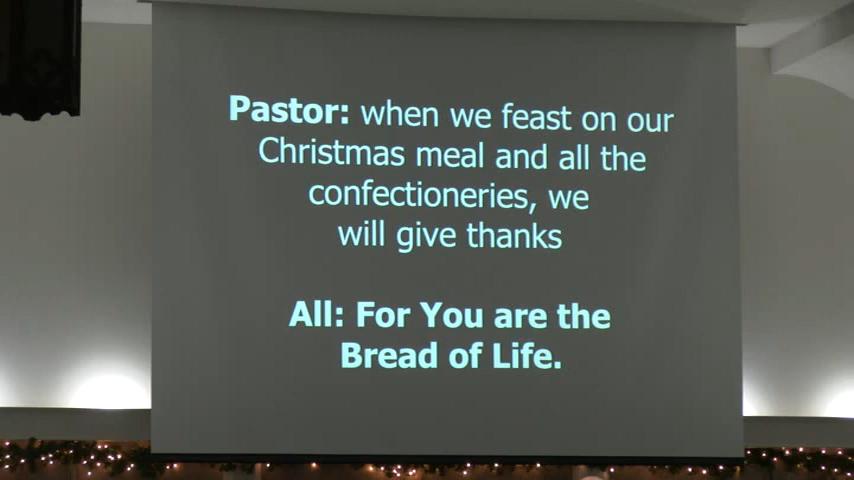 Pastor: when we feast on our
Christmas meal and all the
confectioneries, we
will give thanks
All: For You are the
Bread of Life.